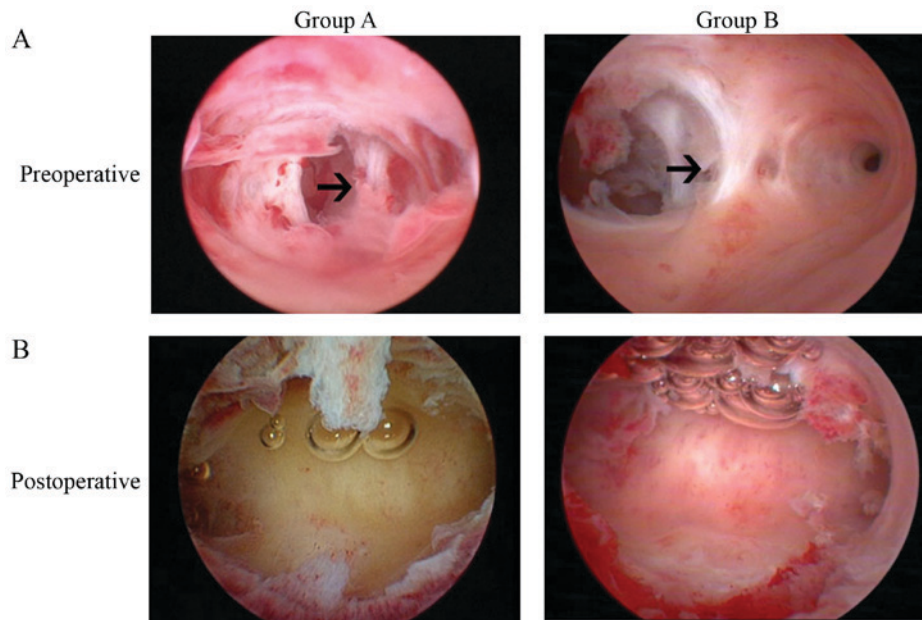 Group A
Group B
A
Preoperative
B
Postoperative